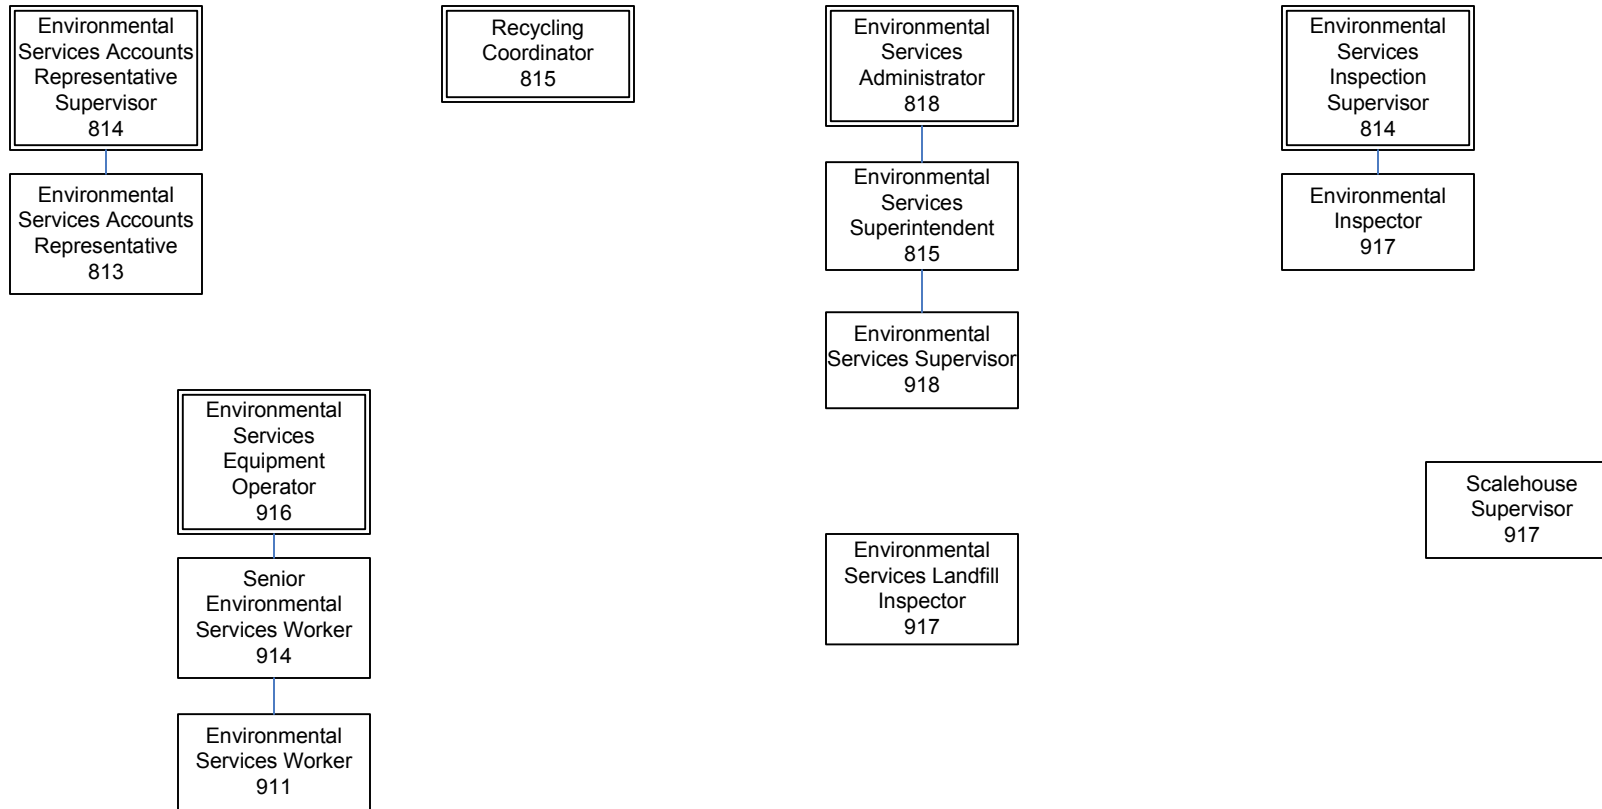 Environmental
Services Accounts
Representative
Supervisor
814
Recycling
Coordinator
815
Environmental
Services
Administrator
818
Environmental
Services
Inspection
Supervisor
814
Environmental
Services Accounts
Representative
813
Environmental
Services
Superintendent
815
Environmental
Inspector
917
Environmental
Services Supervisor
918
Environmental
Services
Equipment
Operator
916
Scalehouse
Supervisor
917
Environmental
Services Landfill
Inspector
917
Senior
Environmental
Services Worker
914
Environmental
Services Worker
911